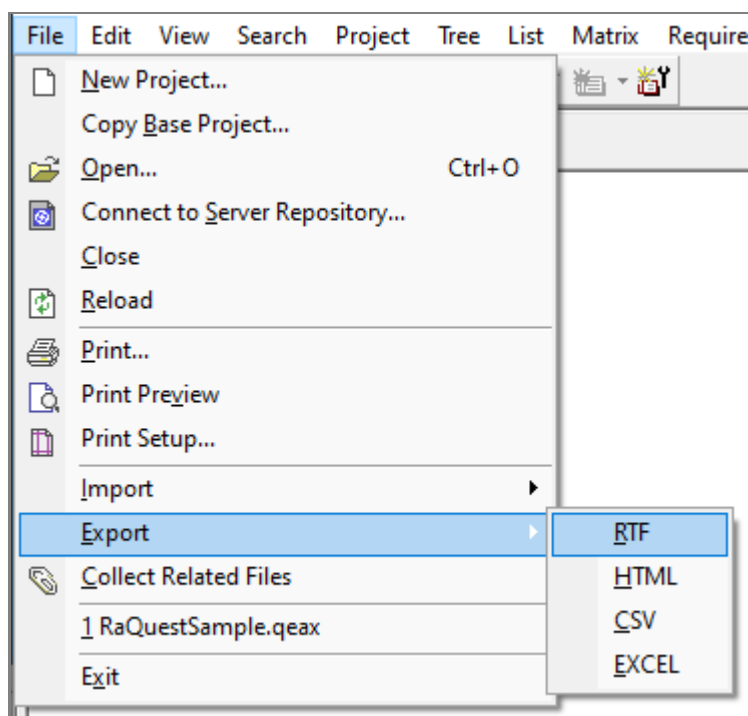 File Edit View Search Project Tree List Matrix Require
New Project...
Copy Base Project...
Open... Ctrl+O
Connect to Server Repository...
Close
Reload
Print...
Print Preview
Print Setup...
Import
Export
RTF
Collect Related Files
HTML
1 RaQuestSample.qeax
CSV
Exit
EXCEL